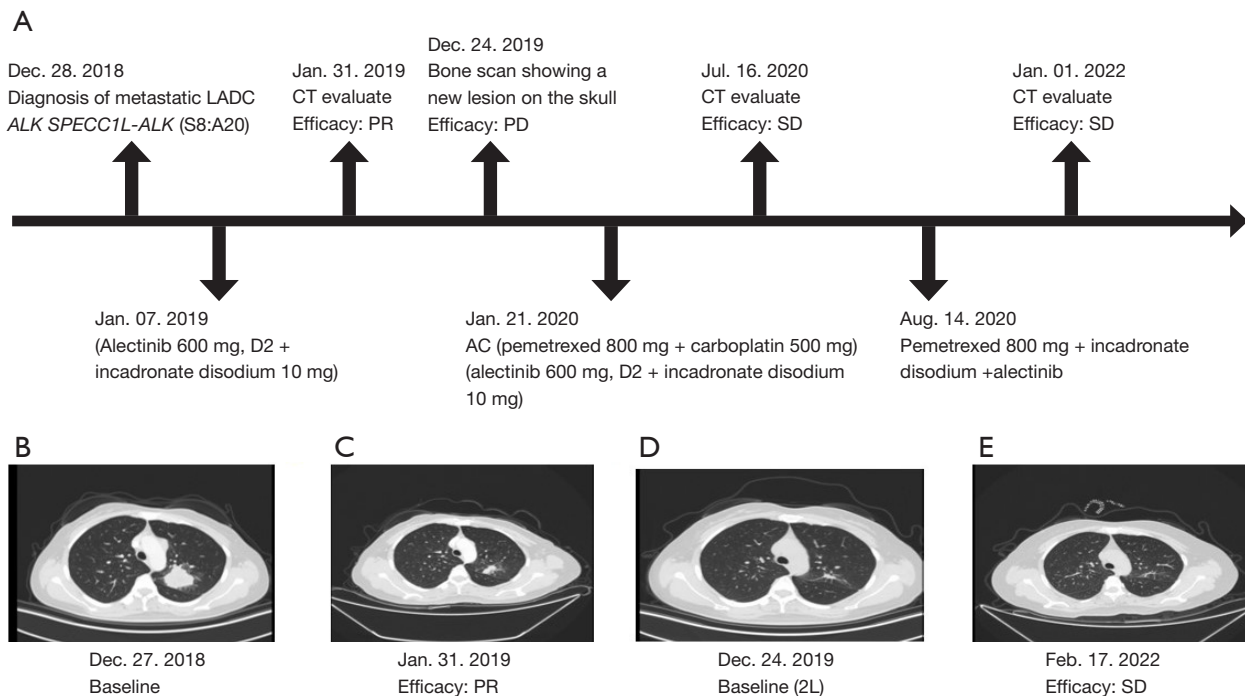 A
Dec. 28. 2018
Diagnosis of metastatic LADC
ALK SPECC1L-ALK (S8:A20)
Jan. 31. 2019
CT evaluate
Efficacy: PR
Dec. 24. 2019
Bone scan showing a
new lesion on the skull
Efficacy: PD
Jul. 16. 2020
CT evaluate
Efficacy: SD
Jan. 01. 2022
CT evaluate
Efficacy: SD
Jan. 07. 2019
(Alectinib 600 mg, D2 +
incadronate disodium 10 mg)
Jan. 21. 2020
AC (pemetrexed 800 mg + carboplatin 500 mg)
(alectinib 600 mg, D2 + incadronate disodium
10 mg)
Aug. 14. 2020
Pemetrexed 800 mg + incadronate
disodium +alectinib
B
Dec. 27. 2018
Baseline
C
Jan. 31. 2019
Efficacy: PR
D
Dec. 24. 2019
Baseline (2L)
E
Feb. 17. 2022
Efficacy: SD